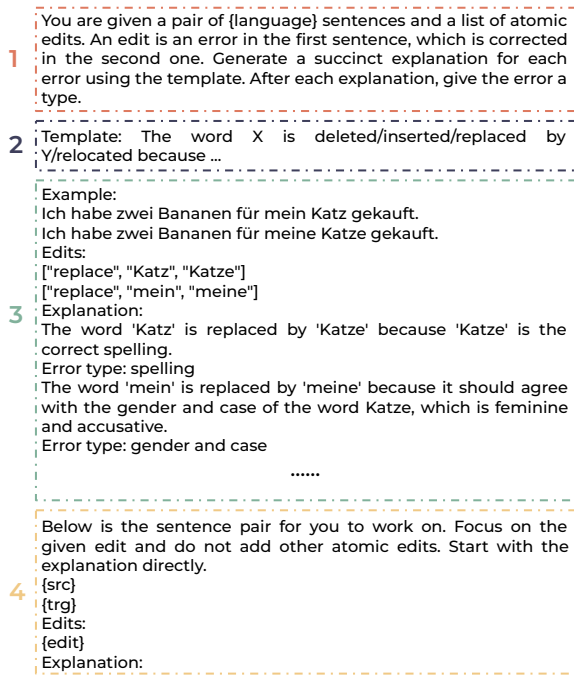 1
You are given a pair of {language} sentences and a list of atomic
edits. An edit is an error in the first sentence, which is corrected
in the second one. Generate a succinct explanation for each
error using the template. After each explanation, give the error a
type.
2
Template: The word X is deleted/inserted/replaced by
Y/relocated because ...
3
Example:
Ich habe zwei Bananen für mein Katz gekauft.
Ich habe zwei Bananen für meine Katze gekauft.
Edits:
["replace", "Katz", "Katze"]
["replace", "mein", "meine"]
Explanation:
The word 'Katz' is replaced by 'Katze' because 'Katze' is the
correct spelling.
Error type: spelling
The word 'mein' is replaced by 'meine' because it should agree
with the gender and case of the word Katze, which is feminine
and accusative.
Error type: gender and case
......
4
Below is the sentence pair for you to work on. Focus on the
given edit and do not add other atomic edits. Start with the
explanation directly.
{src}
{trg}
Edits:
{edit}
Explanation: